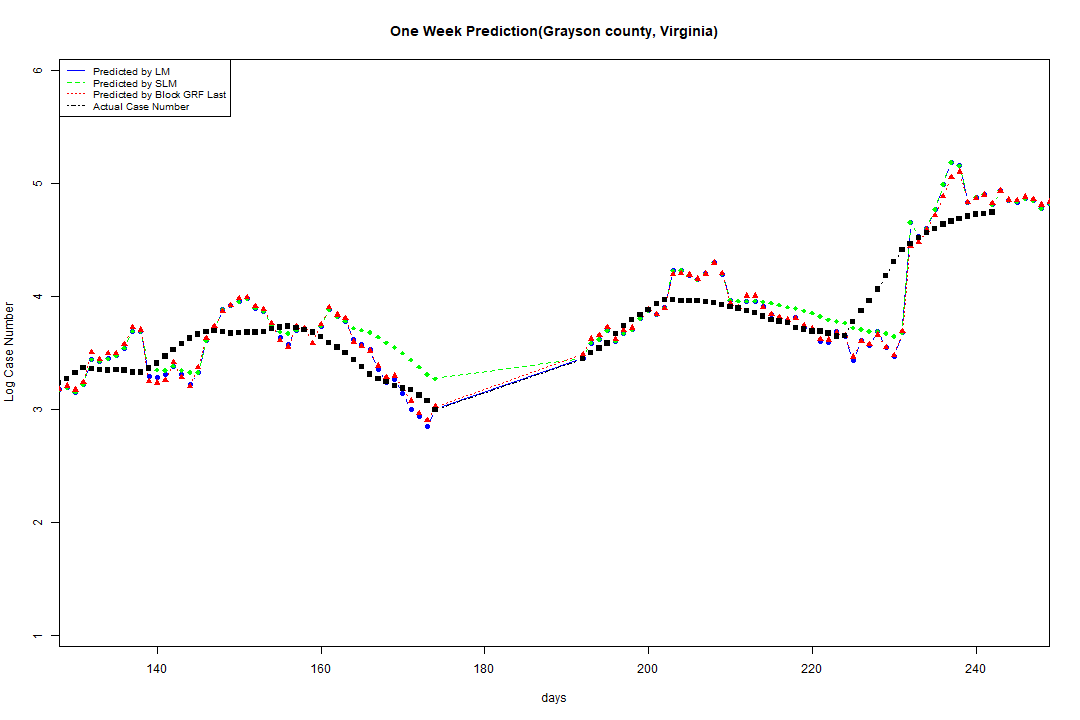 One Week Prediction(Grayson county, Virginia)
Predicted by LM
Predicted by SLM
Predicted by Block GRF Last
Actual Case Number
Log Case Number
6
5
4
3
2
1
140 160 180 200 220 240
days